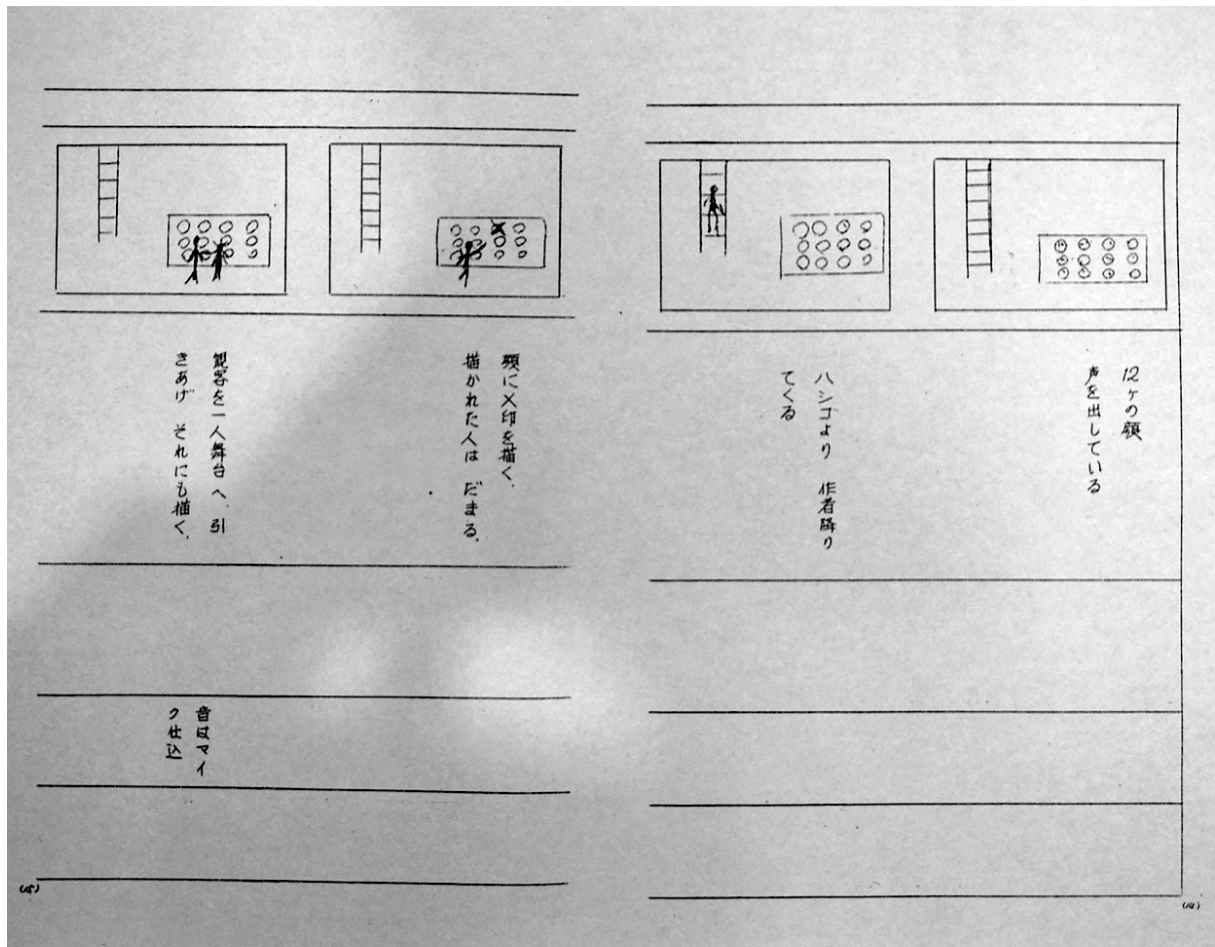 12ケの顔
声を出している
ハシゴより 作者降り
てくる
頬に×印を描く、
描かれた人は だまる、
観客を一人舞台へ、引
きあげ それにも描く、
音はマイ
ク仕込